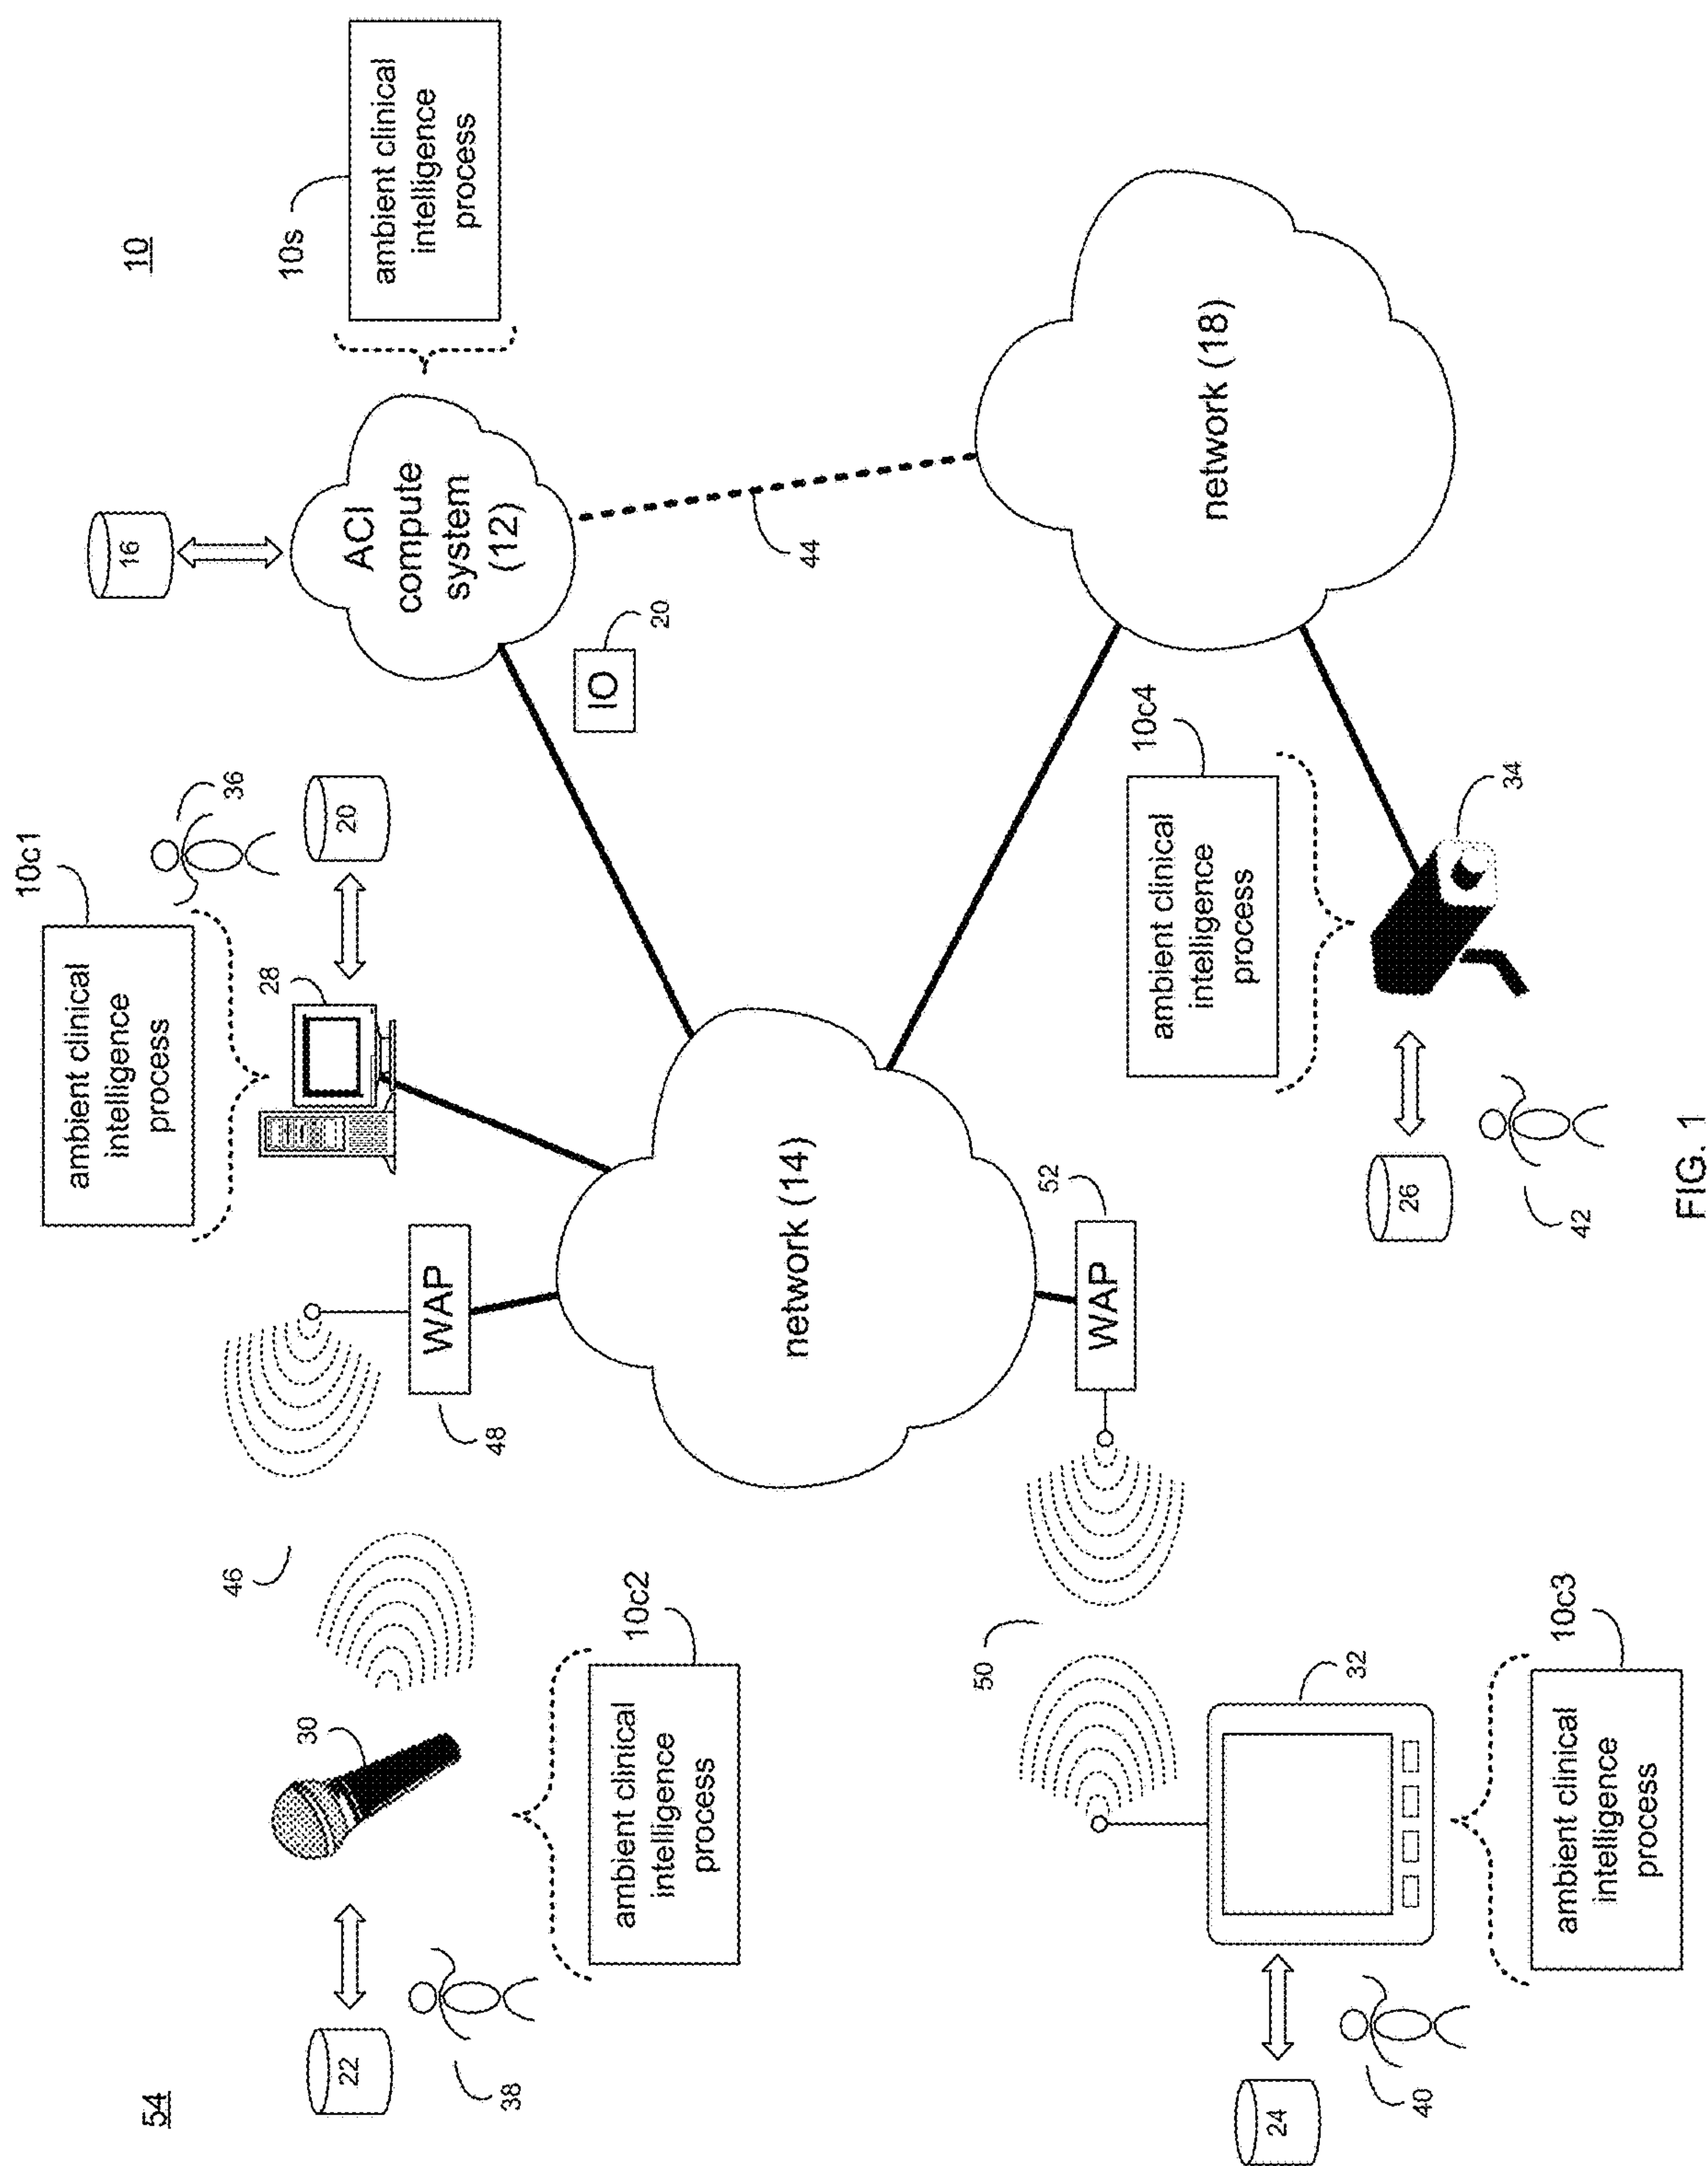 54
10
16
10c1
ambient clinical
intelligence
process
36
20
28
ACI
compute
system
(12)
10s
ambient clinical
intelligence
process
46
48
WAP
IO
20
22
38
30
10c2
ambient clinical
intelligence
process
network (14)
44
50
52
WAP
10c4
ambient clinical
intelligence
process
network (18)
24
40
32
10c3
ambient clinical
intelligence
process
26
42
34
FIG. 1